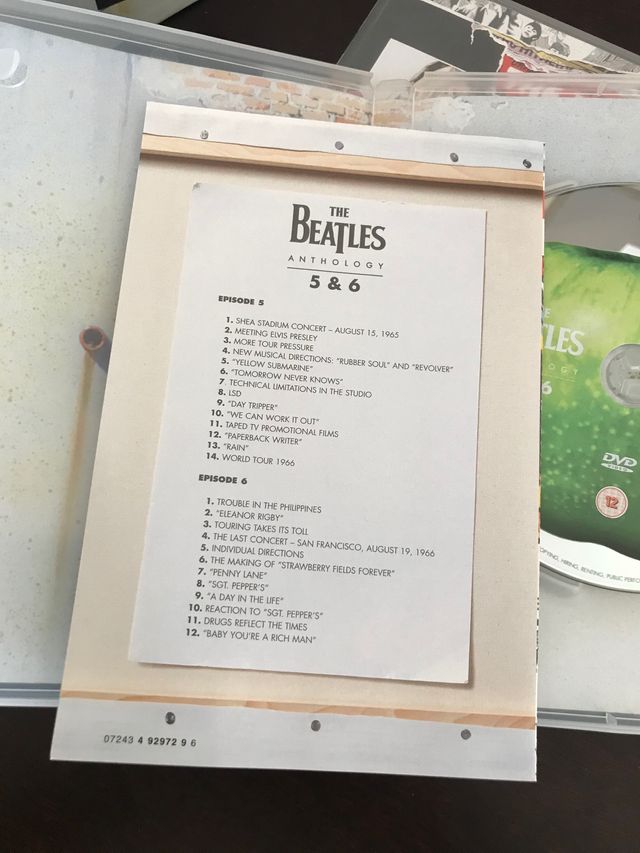 THE
BEATLES
ANTHOLOGY
5 & 6
EPISODE 5
1. SHEA STADIUM CONCERT – AUGUST 15, 1965
2. MEETING ELVIS PRESLEY
3. MORE TOUR PRESSURE
4. NEW MUSICAL DIRECTIONS: "RUBBER SOUL" AND "REVOLVER"
5. "YELLOW SUBMARINE"
6. "TOMORROW NEVER KNOWS"
7. TECHNICAL LIMITATIONS IN THE STUDIO
8. LSD
9. "DAY TRIPPER"
10. "WE CAN WORK IT OUT"
11. TAPED TV PROMOTIONAL FILMS
12. "PAPERBACK WRITER"
13. "RAIN"
14. WORLD TOUR 1966
EPISODE 6
1. TROUBLE IN THE PHILIPPINES
2. "ELEANOR RIGBY"
3. TOURING TAKES ITS TOLL
4. THE LAST CONCERT – SAN FRANCISCO, AUGUST 19, 1966
5. INDIVIDUAL DIRECTIONS
6. THE MAKING OF "STRAWBERRY FIELDS FOREVER"
7. "PENNY LANE"
8. "SGT. PEPPER'S"
9. "A DAY IN THE LIFE"
10. REACTION TO "SGT. PEPPER'S"
11. DRUGS REFLECT THE TIMES
12. "BABY YOU'RE A RICH MAN"
07243 4 92972 9 6
TLES
OGY
6
DVD
VIDEO
12
HIRING, RENTING, PUBLIC